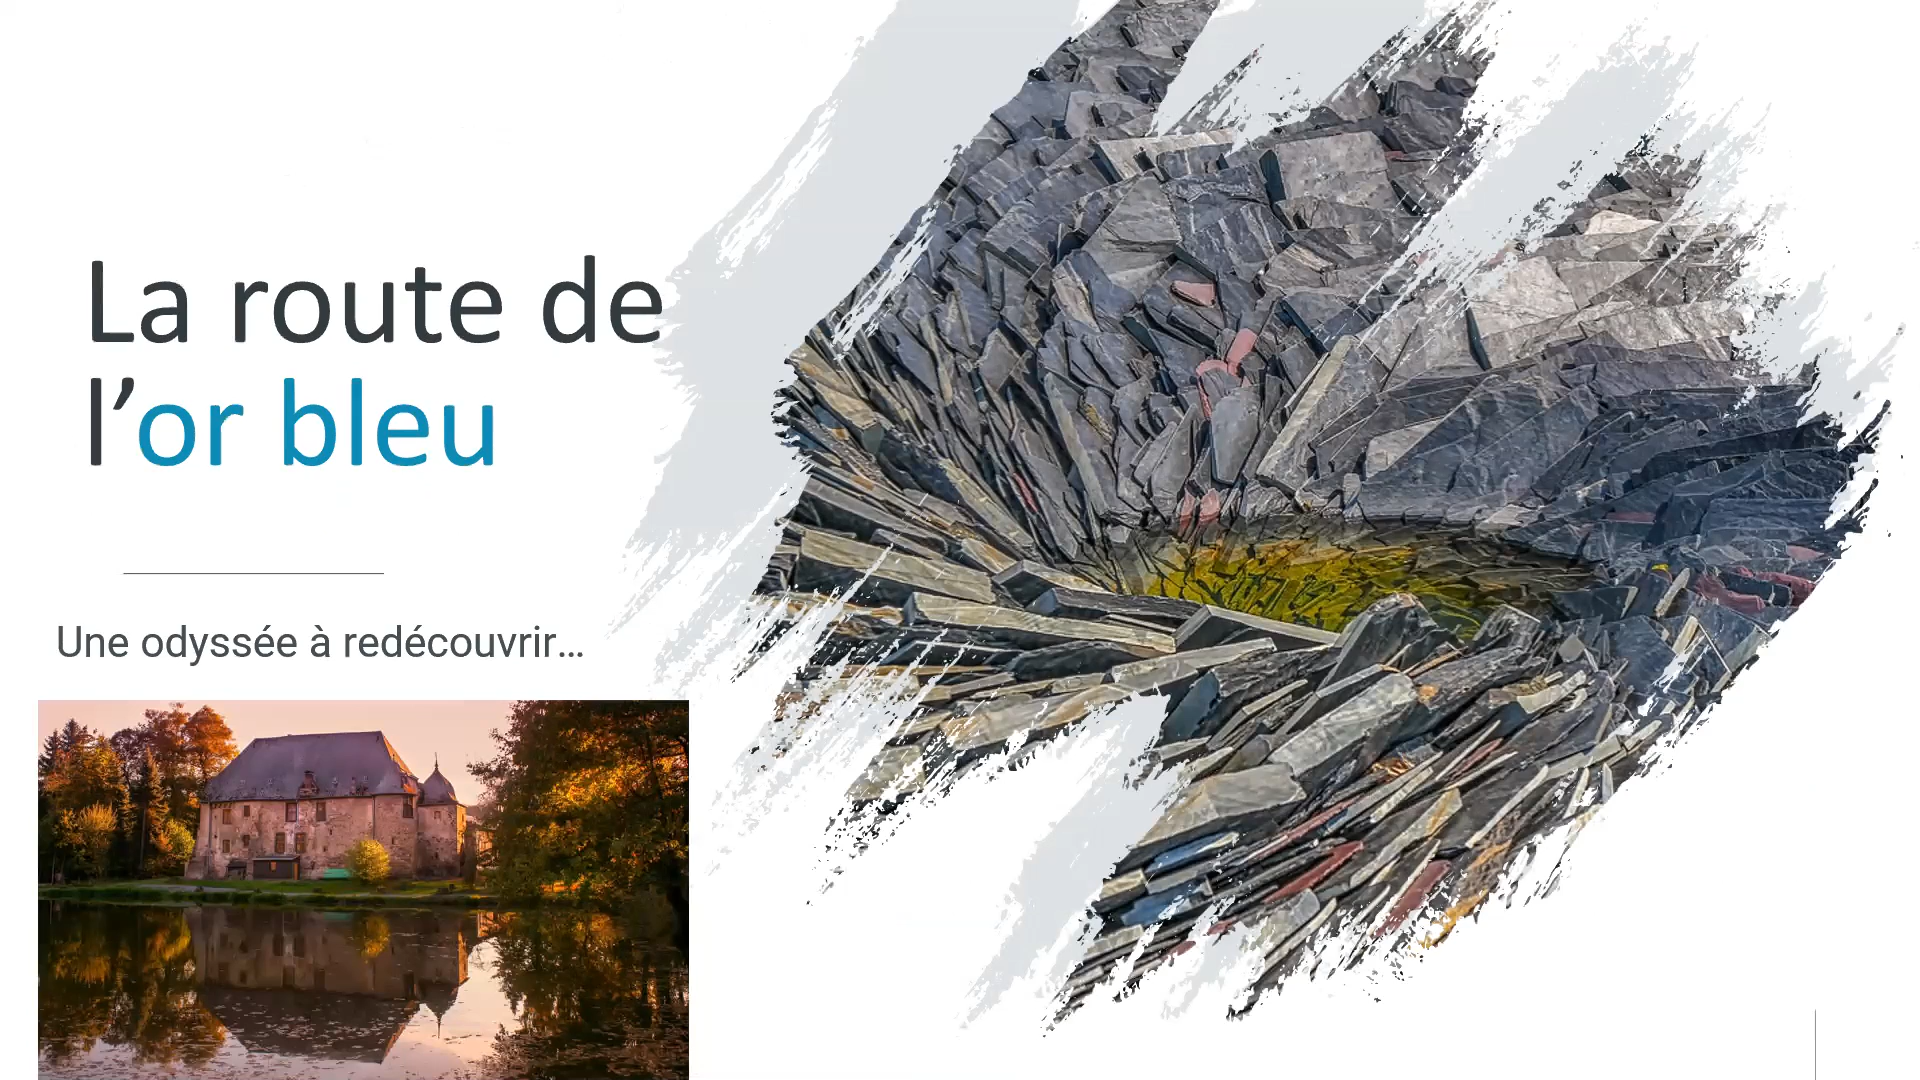 La route de
l’or bleu
Une odyssée à redécouvrir…